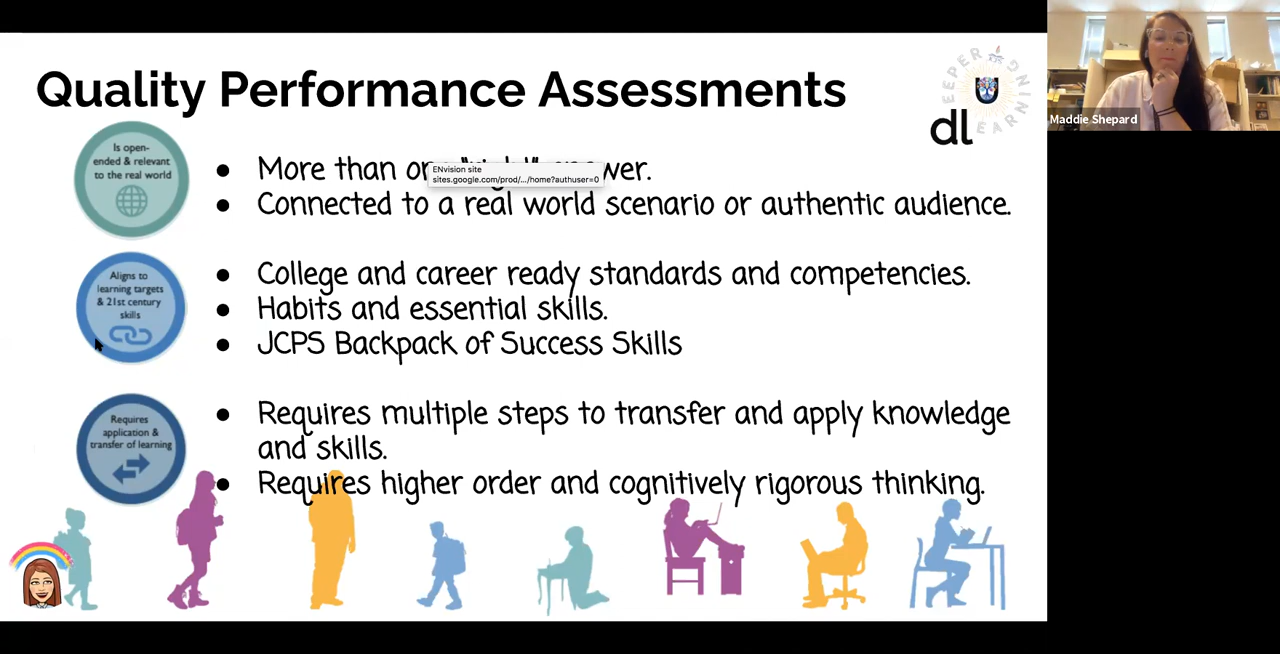 Quality Performance Assessments
DEEPER LEARNING
dl
Maddie Shepard
Is open-
ended & relevant
to the real world
More than wer.
ENvision site
sites.google.com/prod/.../home?authuser=0
Connected to a real world scenario or authentic audience.
Aligns to
learning targets
& 21st century
skills
College and career ready standards and competencies.
Habits and essential skills.
JCPS Backpack of Success Skills
Requires
application &
transfer of learning
Requires multiple steps to transfer and apply knowledge
and skills.
Requires higher order and cognitively rigorous thinking.